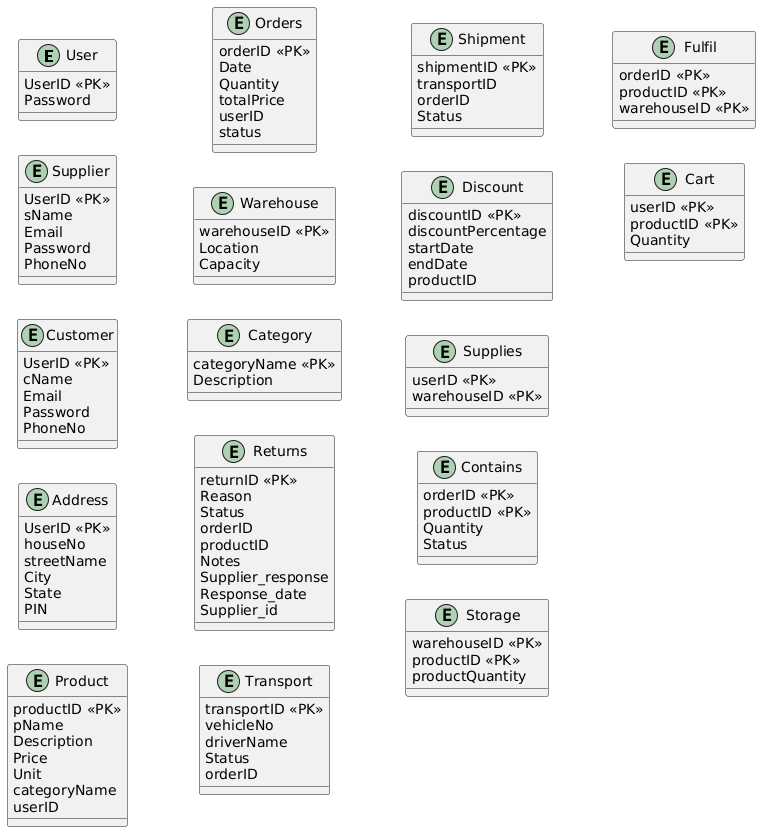 E User
UserID «PK»
Password
E Supplier
UserID «PK»
sName
Email
Password
PhoneNo
E Customer
UserID «PK»
cName
Email
Password
PhoneNo
E Address
UserID «PK»
houseNo
streetName
City
State
PIN
E Product
productID «PK»
pName
Description
Price
Unit
categoryName
userID
E Orders
orderID «PK»
Date
Quantity
totalPrice
userID
status
E Warehouse
warehouseID «PK»
Location
Capacity
E Category
categoryName «PK»
Description
E Returns
returnID «PK»
Reason
Status
orderID
productID
Notes
Supplier_response
Response_date
Supplier_id
E Transport
transportID «PK»
vehicleNo
driverName
Status
orderID
E Shipment
shipmentID «PK»
transportID
orderID
Status
E Discount
discountID «PK»
discountPercentage
startDate
endDate
productID
E Supplies
userID «PK»
warehouseID «PK»
E Contains
orderID «PK»
productID «PK»
Quantity
Status
E Storage
warehouseID «PK»
productID «PK»
productQuantity
E Fulfil
orderID «PK»
productID «PK»
warehouseID «PK»
E Cart
userID «PK»
productID «PK»
Quantity